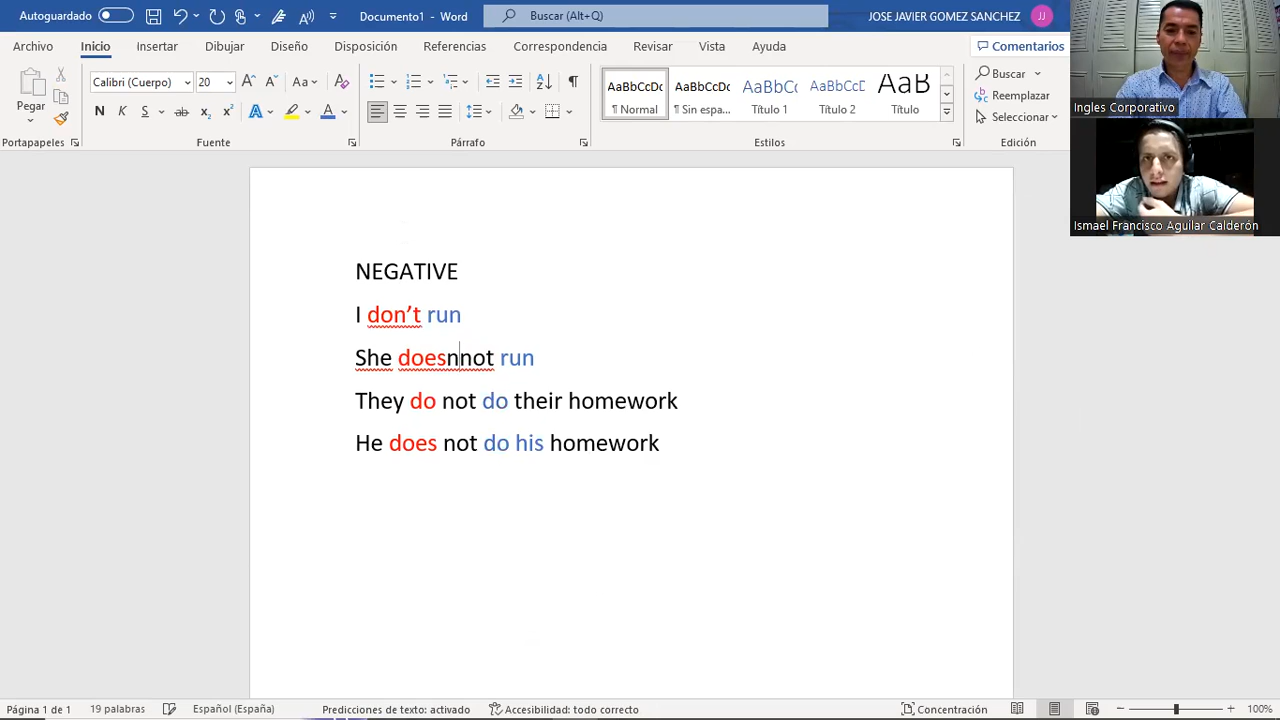 Autoguardado
Documento1 - Word
Buscar (Alt+Q)
JOSE JAVIER GOMEZ SANCHEZ
JJ
Archivo
Inicio
Insertar
Dibujar
Diseño
Disposición
Referencias
Correspondencia
Revisar
Vista
Ayuda
Comentarios
Pegar
Calibri (Cuerpo)
20
Aa
N
K
S
ab
x₂
x²
A
A
AaBbCcDc
¶ Normal
AaBbCcDc
¶ Sin espa...
AaBbCc
Título 1
AaBbCcD
Título 2
AaB
Título
Buscar
Reemplazar
Seleccionar
Portapapeles
Fuente
Párrafo
Estilos
Edición
Ingles Corporativo
Ismael Francisco Aguilar Calderón
NEGATIVE
I don't run
She doesnnot run
They do not do their homework
He does not do his homework
Página 1 de 1
19 palabras
Español (España)
Predicciones de texto: activado
Accesibilidad: todo correcto
Concentración
100%